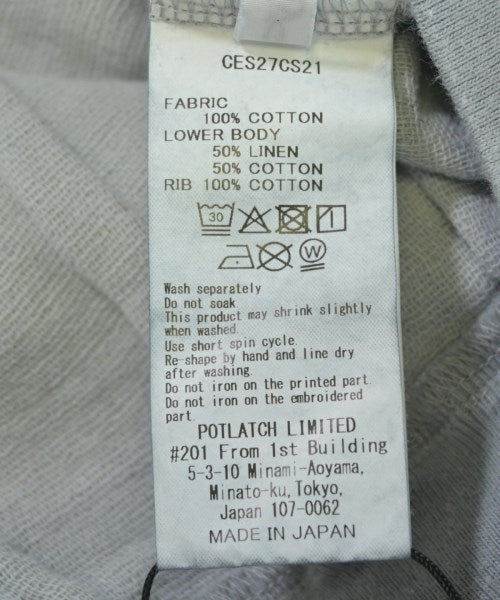 CES27CS21
FABRIC
100% COTTON
LOWER BODY
50% LINEN
50% COTTON
RIB 100% COTTON
30
W
Wash separately
Do not soak.
This product may shrink slightly
when washed.
Use short spin cycle.
Re-shape by hand and line dry
after washing.
Do not iron on the printed part.
Do not iron on the embroidered
part.
POTLATCH LIMITED
#201 From 1st Building
5-3-10 Minami-Aoyama,
Minato-ku,Tokyo,
Japan 107-0062
MADE IN JAPAN